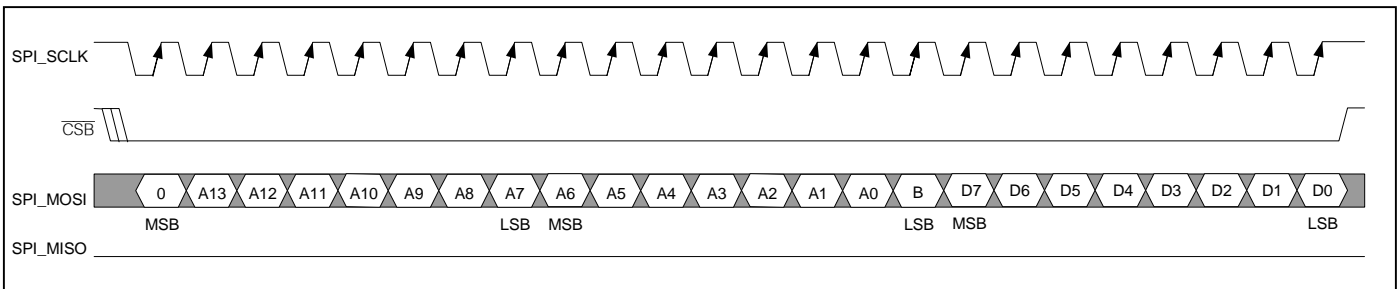 SPI_SCLK
CSB
SPI_MOSI 0 A13 A12 A11 A10 A9 A8 A7 A6 A5 A4 A3 A2 A1 A0 B D7 D6 D5 D4 D3 D2 D1 D0
MSB LSB MSB LSB MSB LSB
SPI_MISO